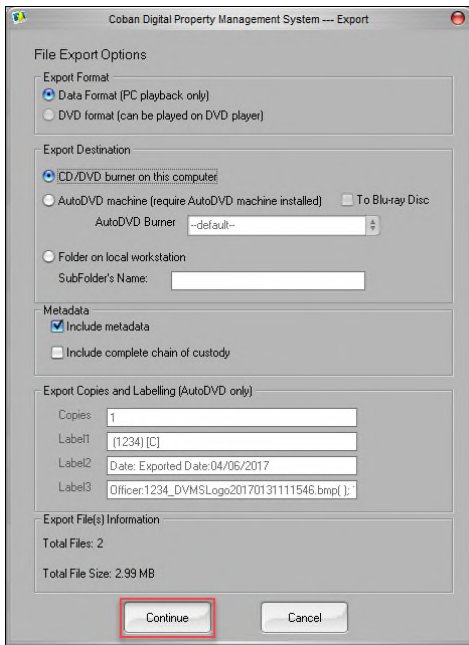 Coban Digital Property Management System --- Export
File Export Options
Export Format
Data Format (PC playback only)
DVD format (can be played on DVD player)
Export Destination
CD/DVD burner on this computer
AutoDVD machine (require AutoDVD machine installed) To Blu-ray Disc
AutoDVD Burner --default--
Folder on local workstation
SubFolder's Name:
Metadata
Include metadata
Include complete chain of custody
Export Copies and Labelling (AutoDVD only)
Copies 1
Label1 (1234) [C]
Label2 Date: Exported Date:04/06/2017
Label3 Officer:1234_DVMSLogo20170131111546.bmp( ); '
Export File(s) Information
Total Files: 2
Total File Size: 2.99 MB
Continue Cancel